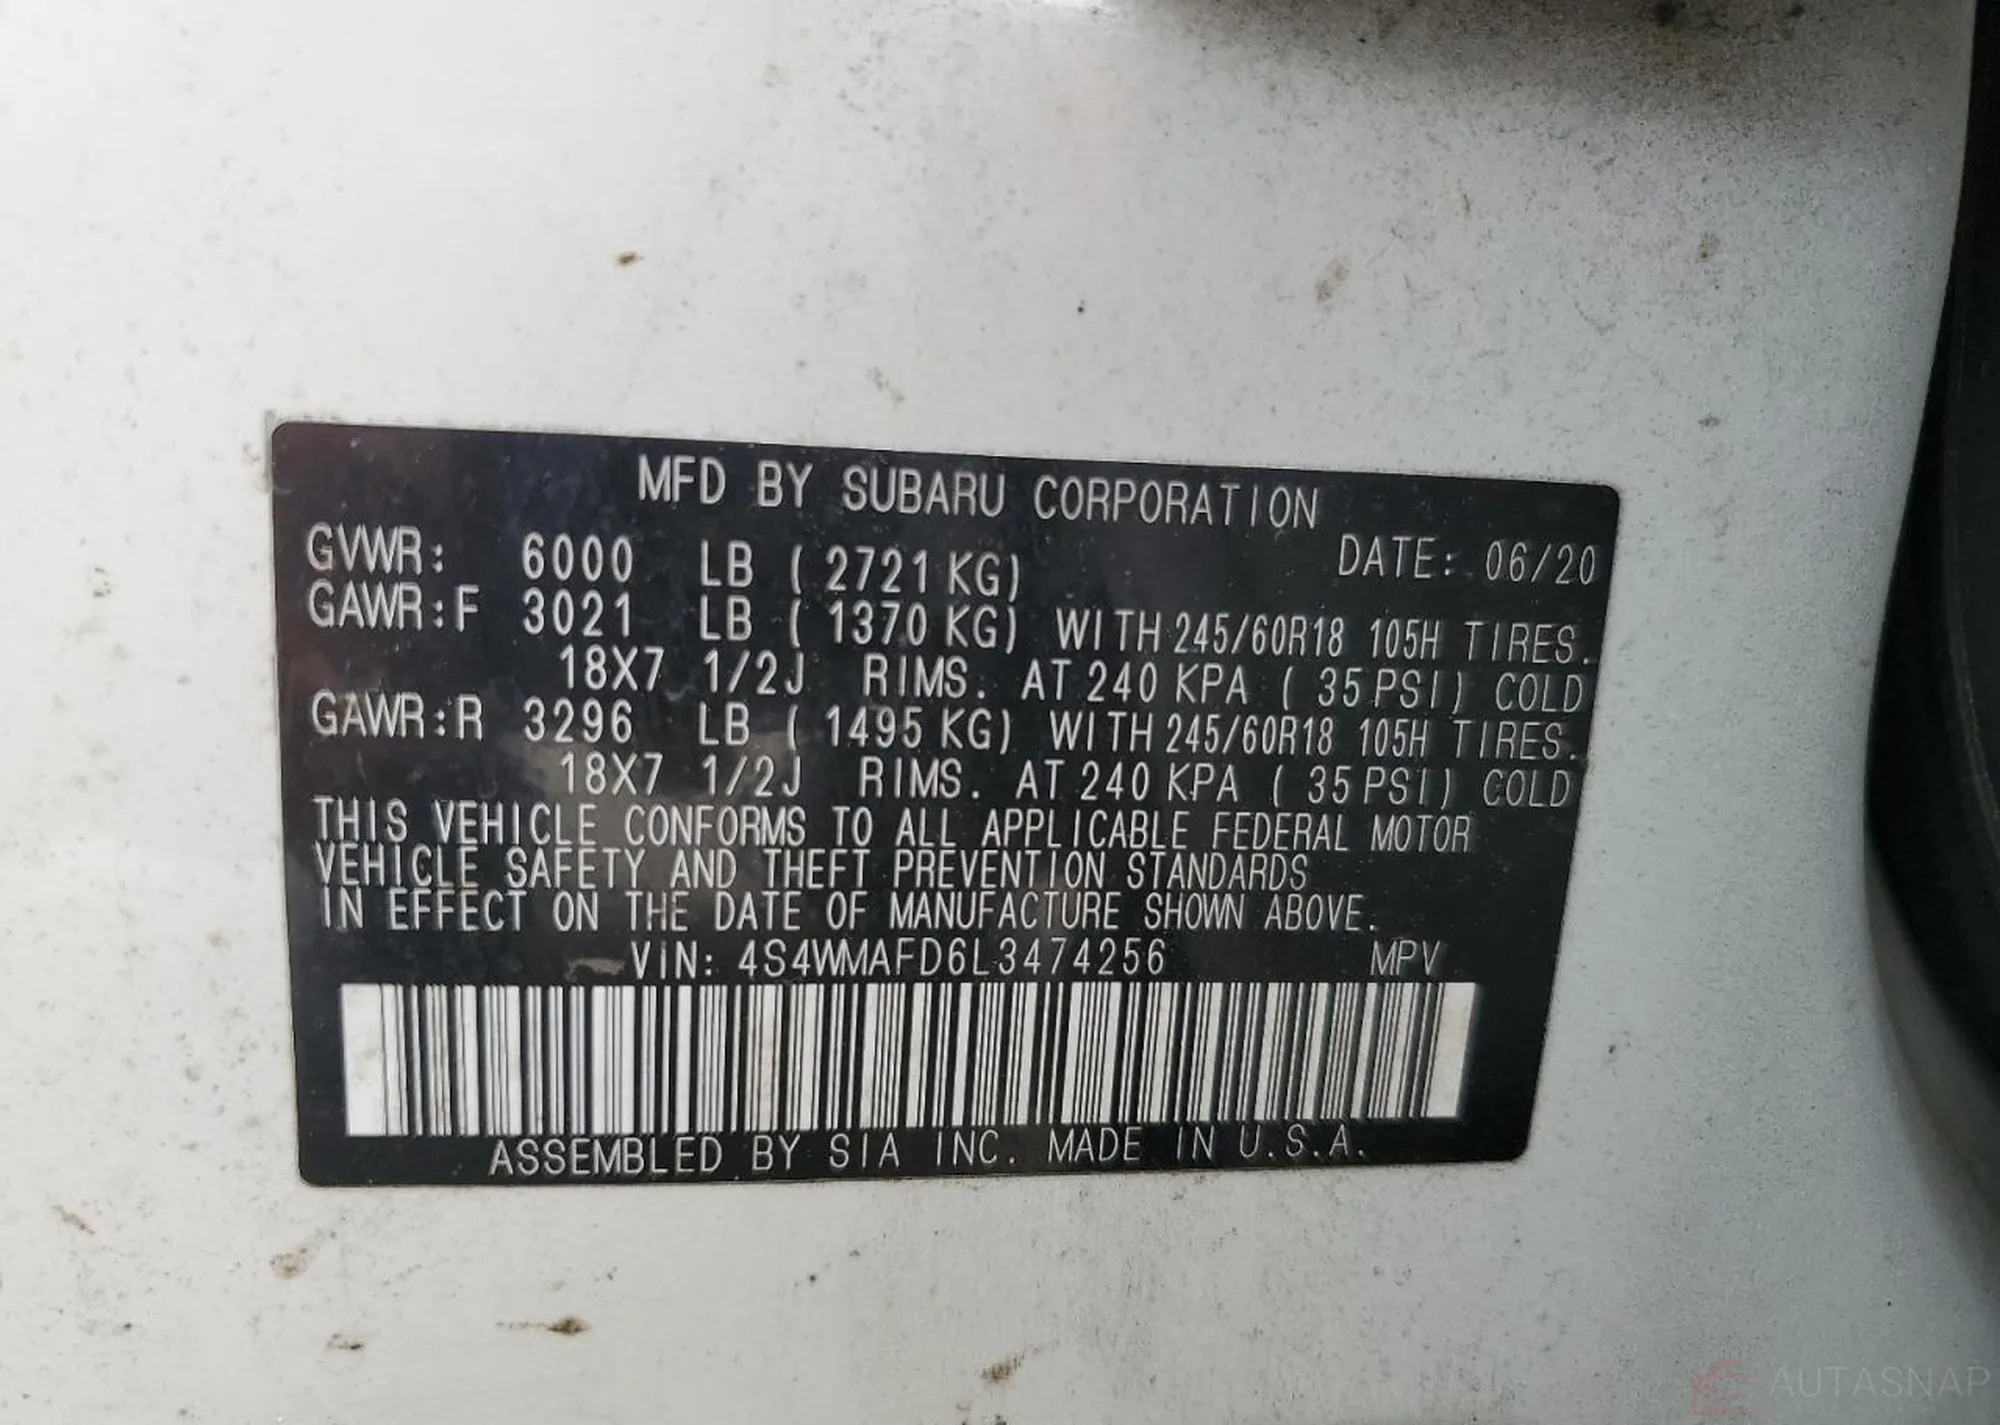 MFD BY SUBARU CORPORATION
GVWR: 6000 LB ( 2721 KG) DATE: 06/20
GAWR:F 3021 LB ( 1370 KG) WITH 245/60R18 105H TIRES.
18X7 1/2J RIMS. AT 240 KPA ( 35 PSI) COLD
GAWR:R 3296 LB ( 1495 KG) WITH 245/60R18 105H TIRES.
18X7 1/2J RIMS. AT 240 KPA ( 35 PSI) COLD
THIS VEHICLE CONFORMS TO ALL APPLICABLE FEDERAL MOTOR
VEHICLE SAFETY AND THEFT PREVENTION STANDARDS
IN EFFECT ON THE DATE OF MANUFACTURE SHOWN ABOVE.
VIN: 4S4WMAFD6L3474256 MPV
ASSEMBLED BY SIA INC. MADE IN U.S.A.
AUTASNAP